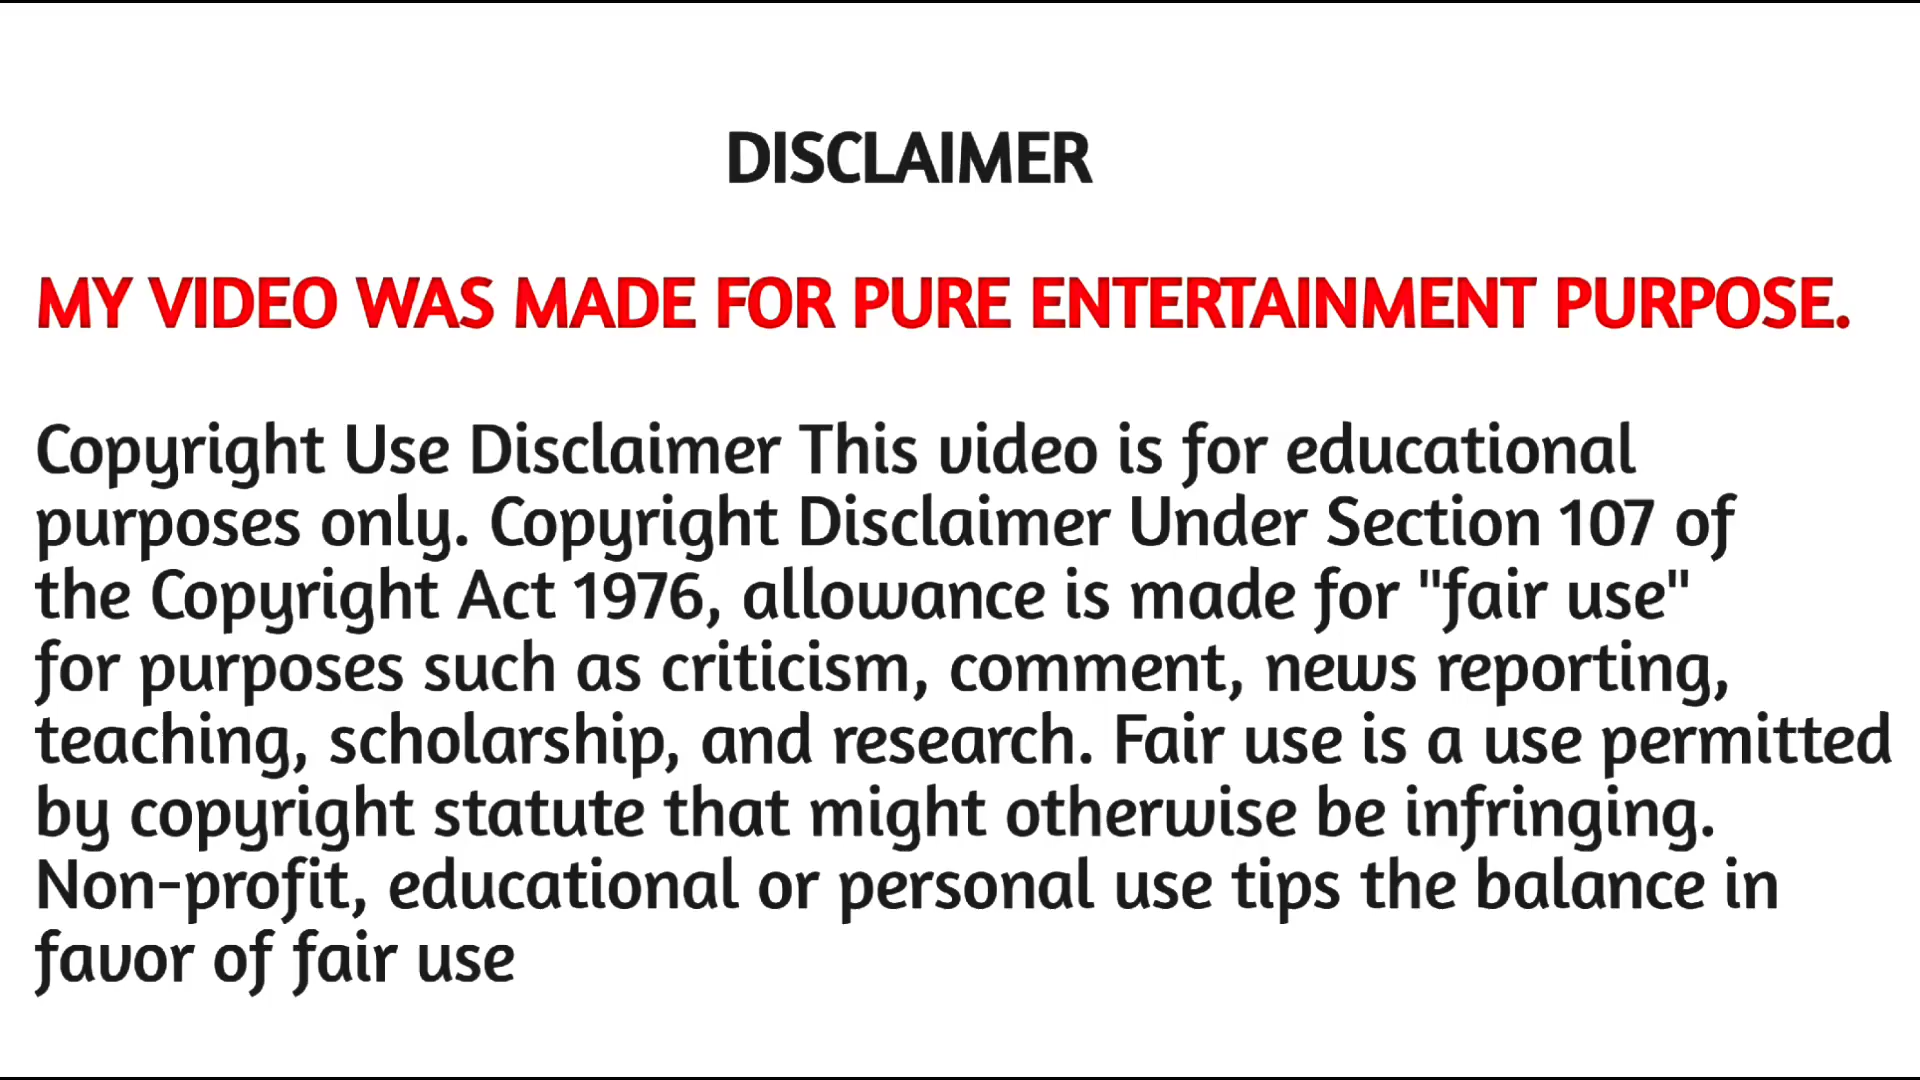 DISCLAIMER
MY VIDEO WAS MADE FOR PURE ENTERTAINMENT PURPOSE.
Copyright Use Disclaimer This video is for educational
purposes only. Copyright Disclaimer Under Section 107 of
the Copyright Act 1976, allowance is made for "fair use"
for purposes such as criticism, comment, news reporting,
teaching, scholarship, and research. Fair use is a use permitted
by copyright statute that might otherwise be infringing.
Non-profit, educational or personal use tips the balance in
favor of fair use